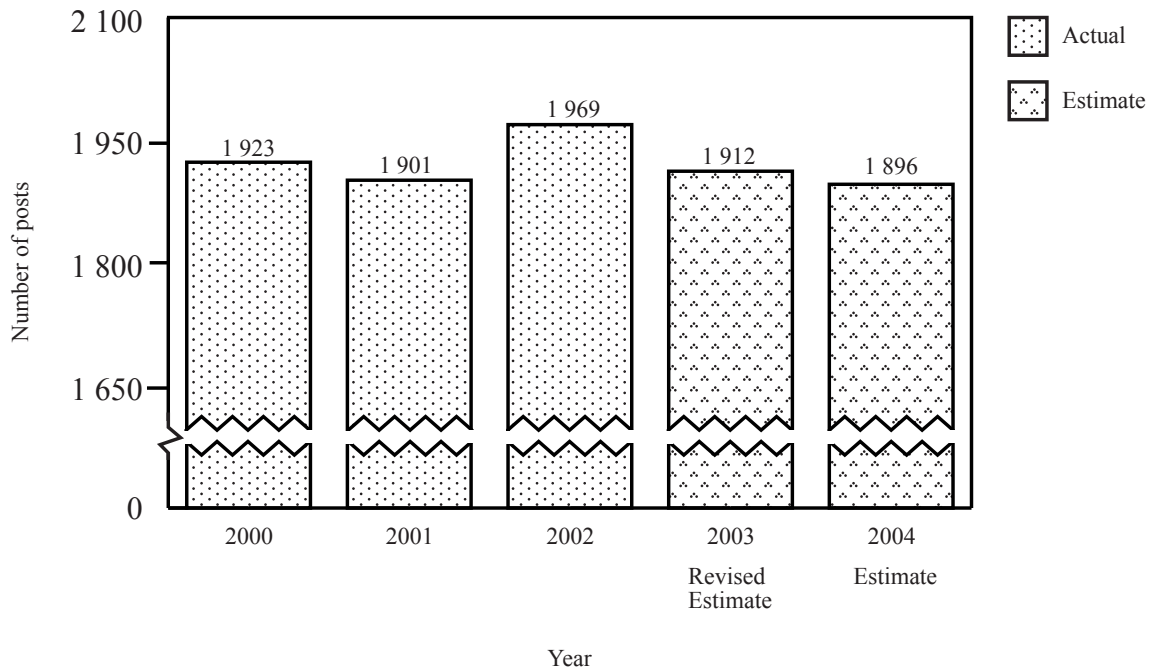 2 100
1 950
1 800
1 650
0
Number of posts
1 923
1 901
1 969
1 912
1 896
2000
2001
2002
2003
2004
Revised
Estimate
Estimate
Year
Actual
Estimate